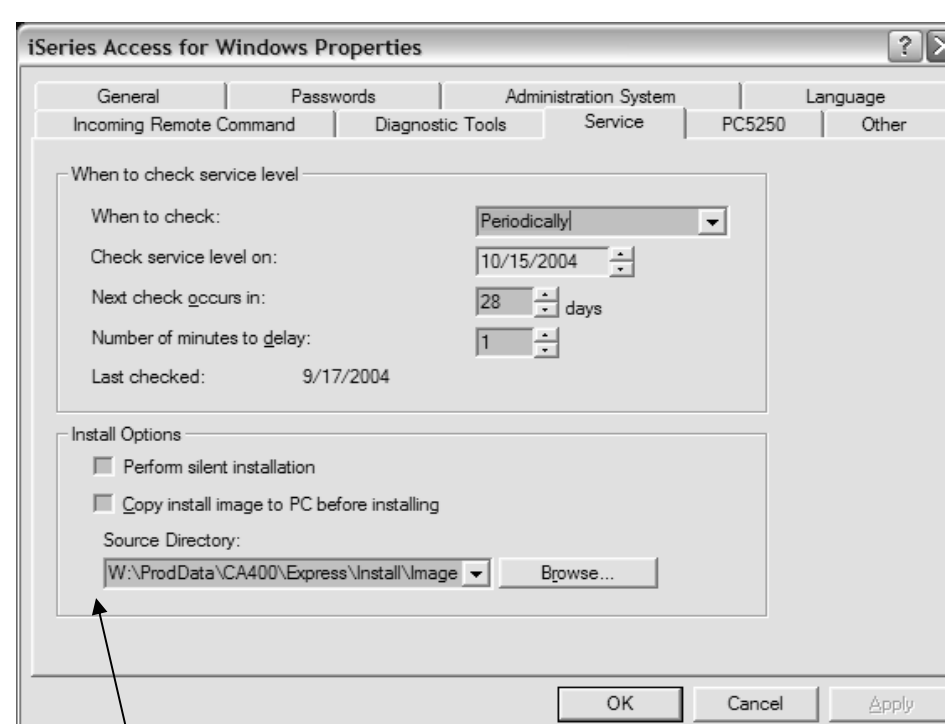 iSeries Access for Windows Properties
General Passwords Administration System Language
Incoming Remote Command Diagnostic Tools Service PC5250 Other
When to check service level
When to check: Periodically
Check service level on: 10/15/2004
Next check occurs in: 28 days
Number of minutes to delay: 1
Last checked: 9/17/2004
Install Options
Perform silent installation
Copy install image to PC before installing
Source Directory:
W:\ProdData\CA400\Express\Install\Image Browse...
OK Cancel Apply